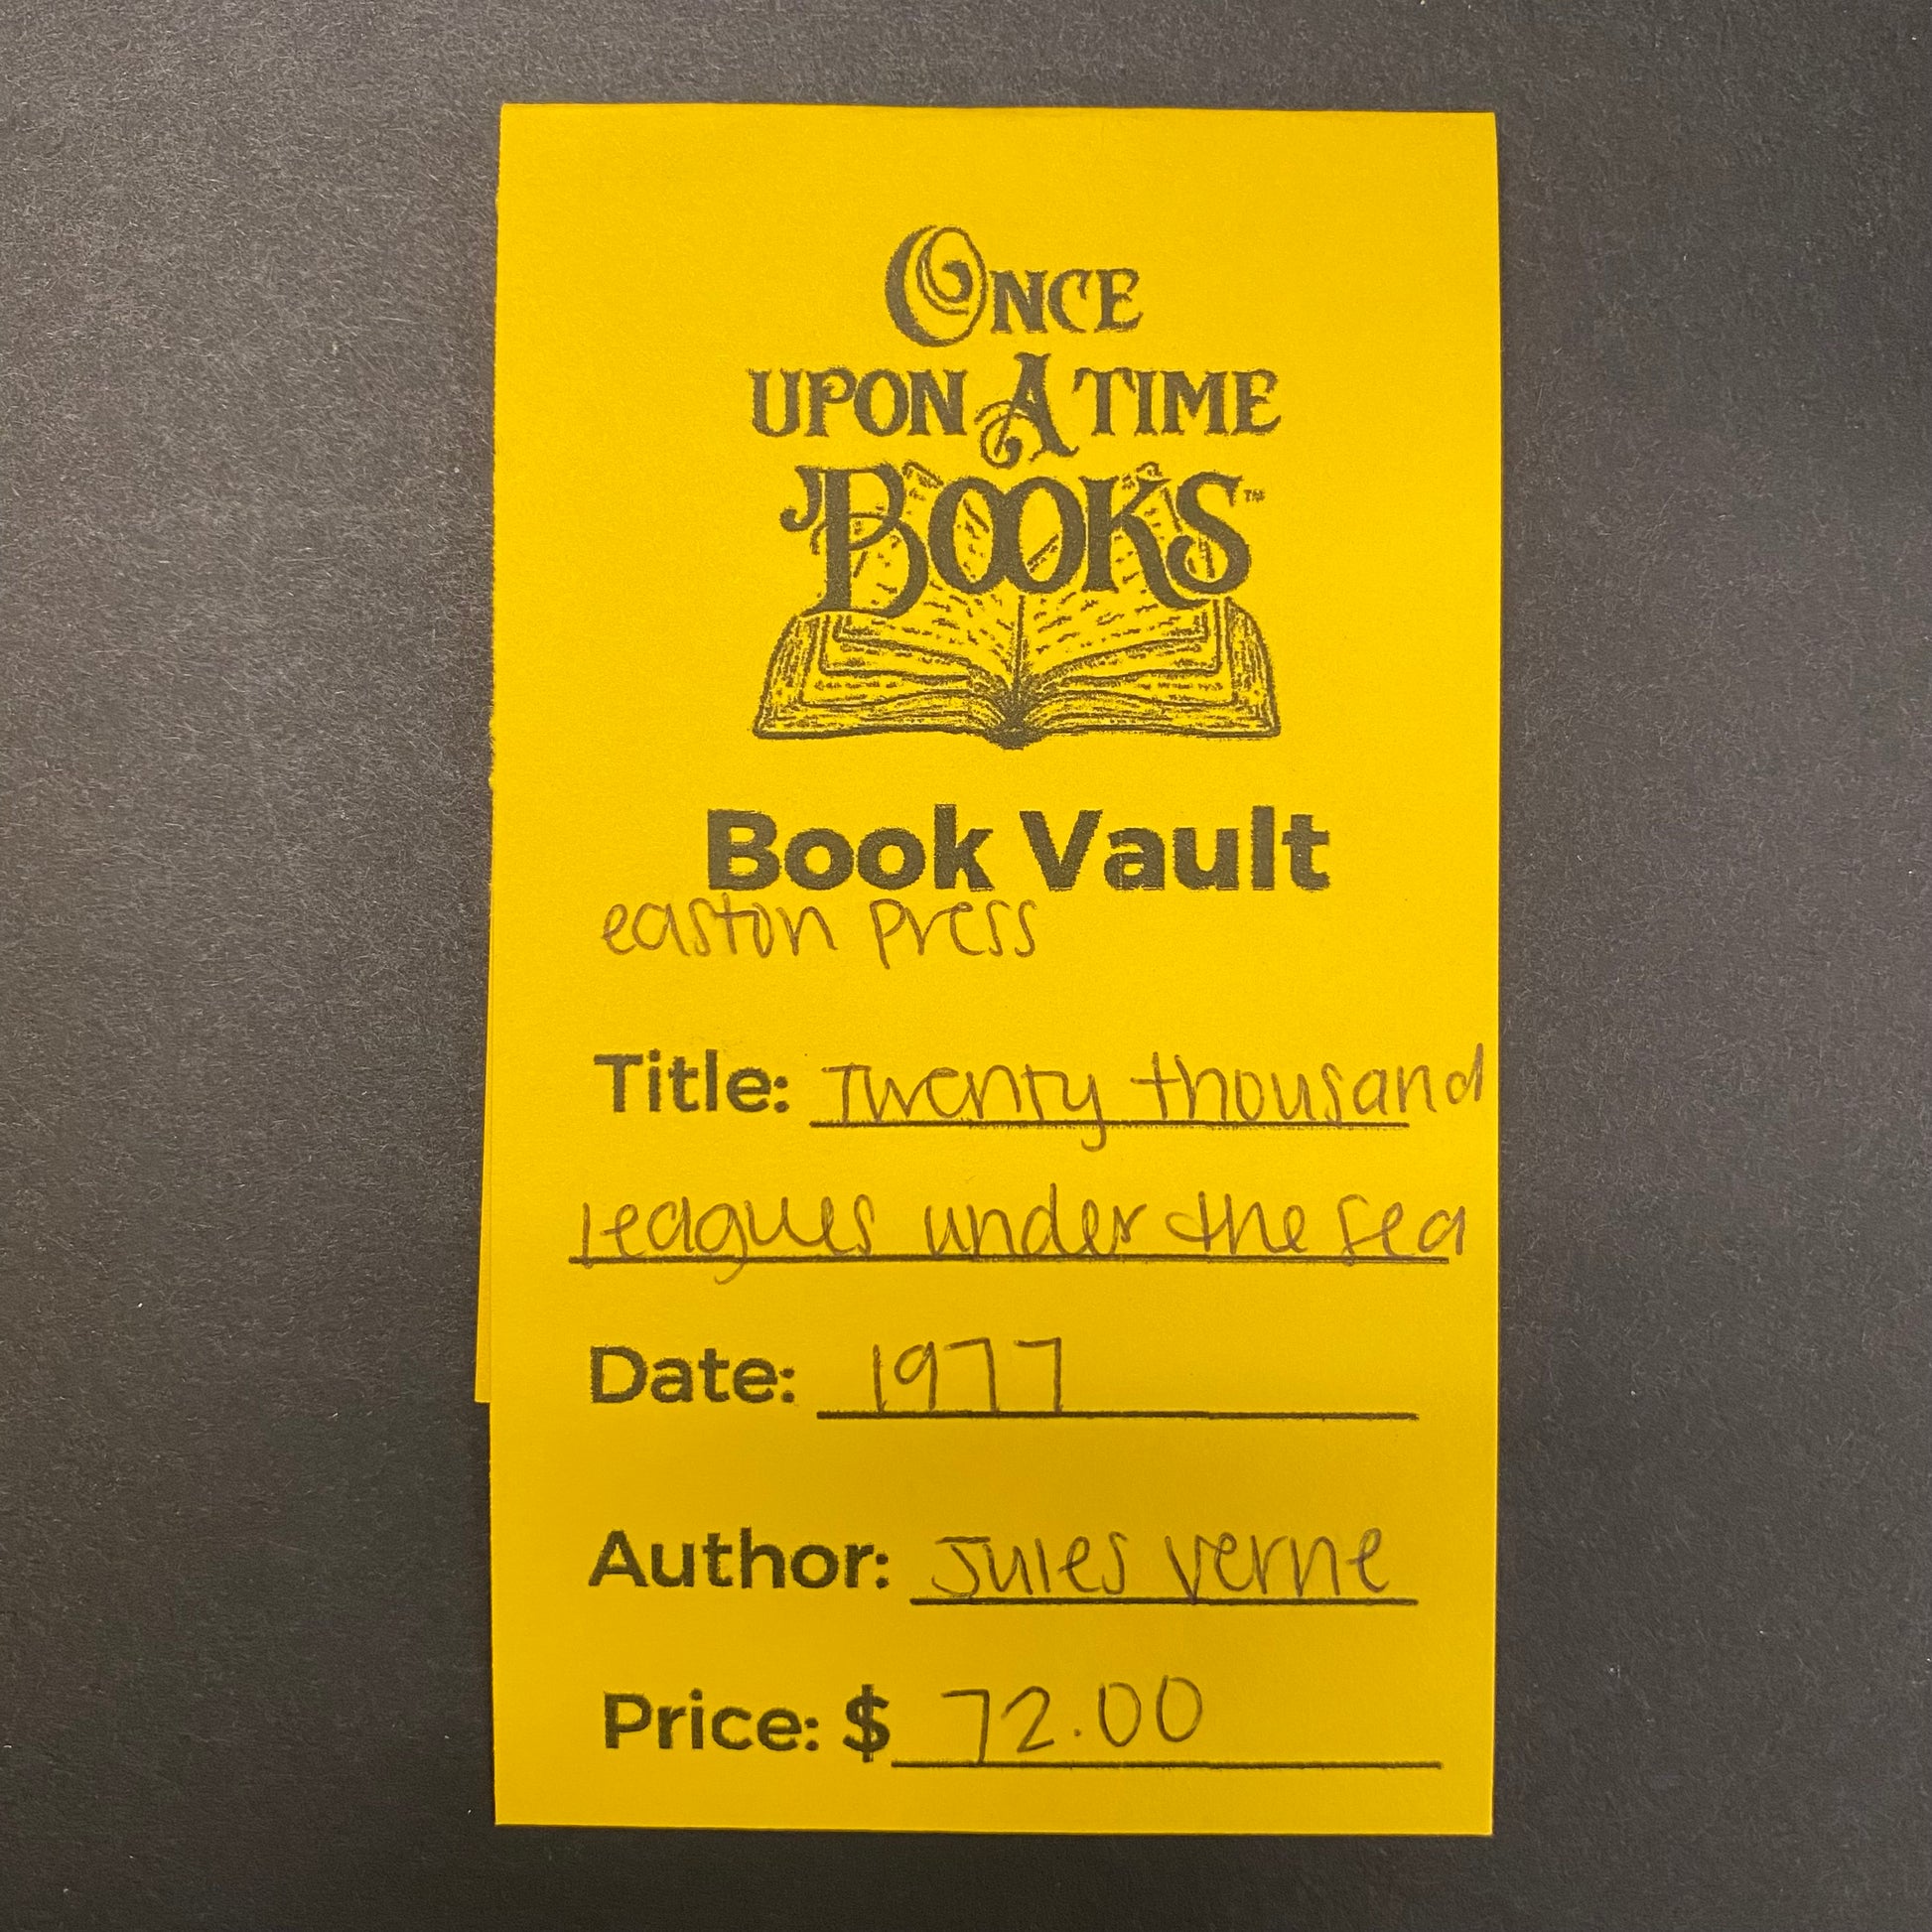 Once
upon A time
Books™
Book Vault
easton press
Title: Twenty thousand
leagues under the sea
Date: 1977
Author: Jules verne
Price: $ 72.00